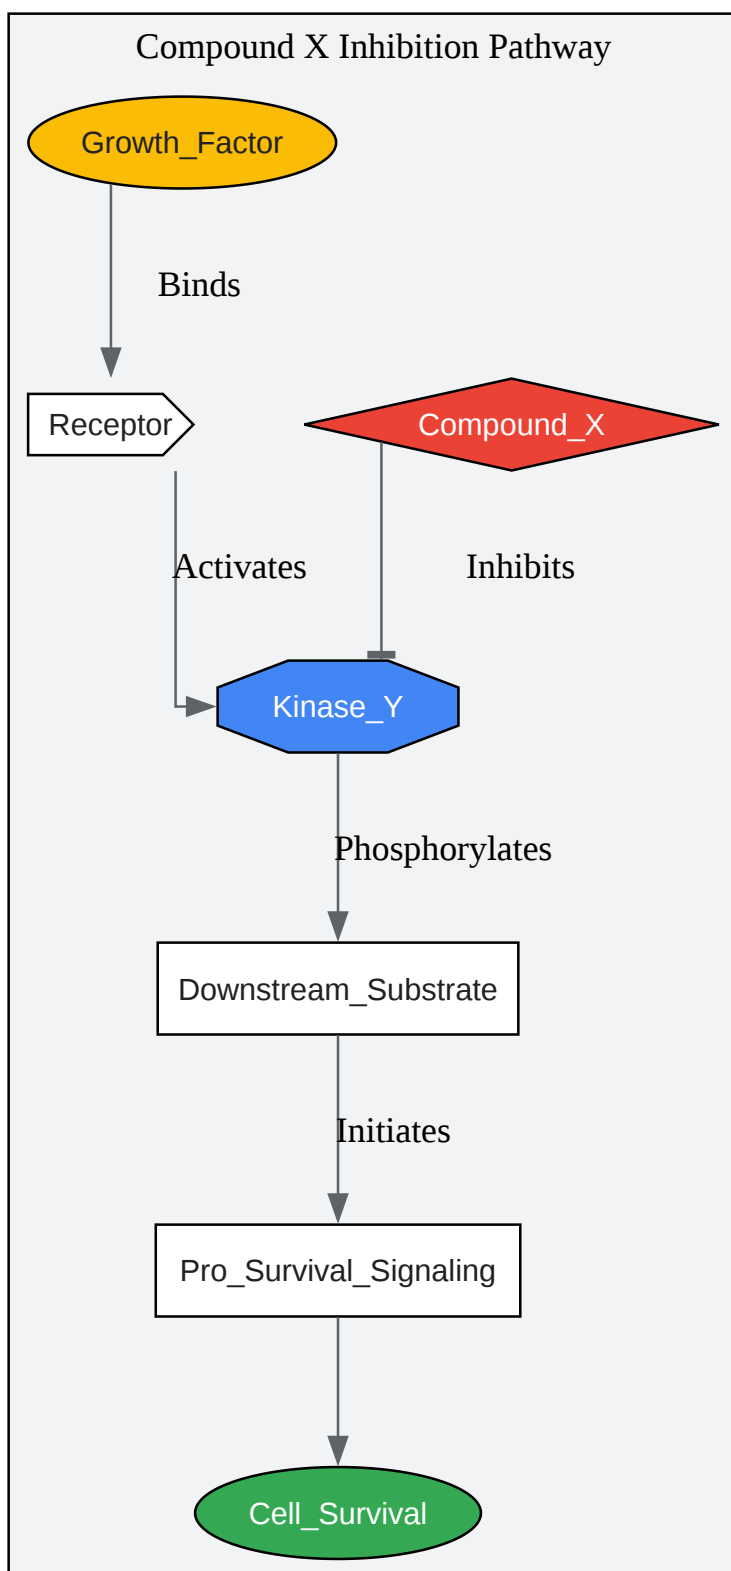 Compound X Inhibition Pathway
Growth_Factor
Binds
Receptor
Compound_X
Activates
Inhibits
Kinase_Y
Phosphorylates
Downstream_Substrate
Initiates
Pro_Survival_Signaling
Cell_Survival